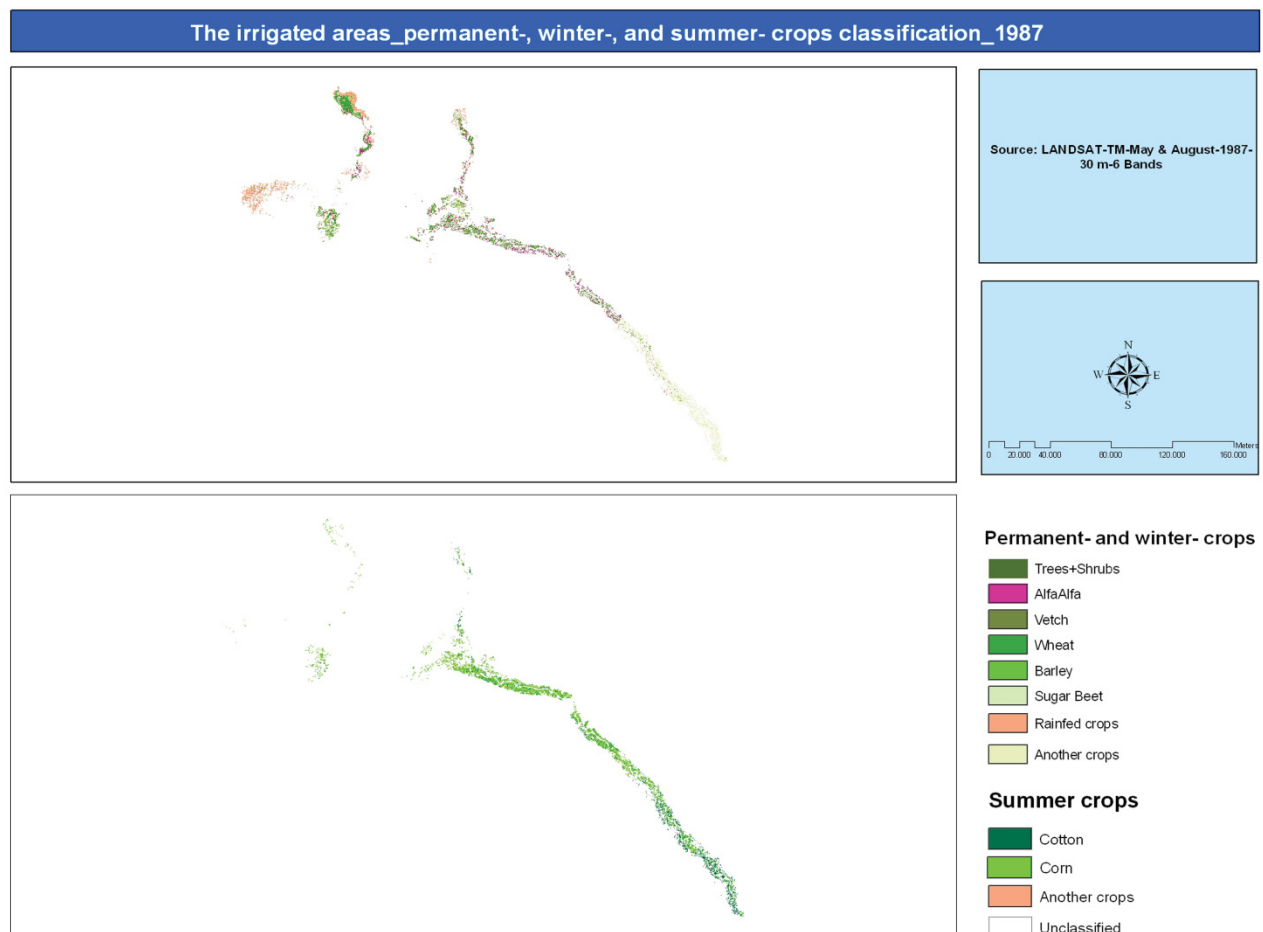 The irrigated areas_permanent-, winter-, and summer- crops classification_1987
Source: LANDSAT-TM-May & August-1987-
30 m-6 Bands
N
W E
S
Meters
0 20.000 40.000 80.000 120.000 160.000
Permanent- and winter- crops
Trees+Shrubs
AlfaAlfa
Vetch
Wheat
Barley
Sugar Beet
Rainfed crops
Another crops
Summer crops
Cotton
Corn
Another crops
Unclassified